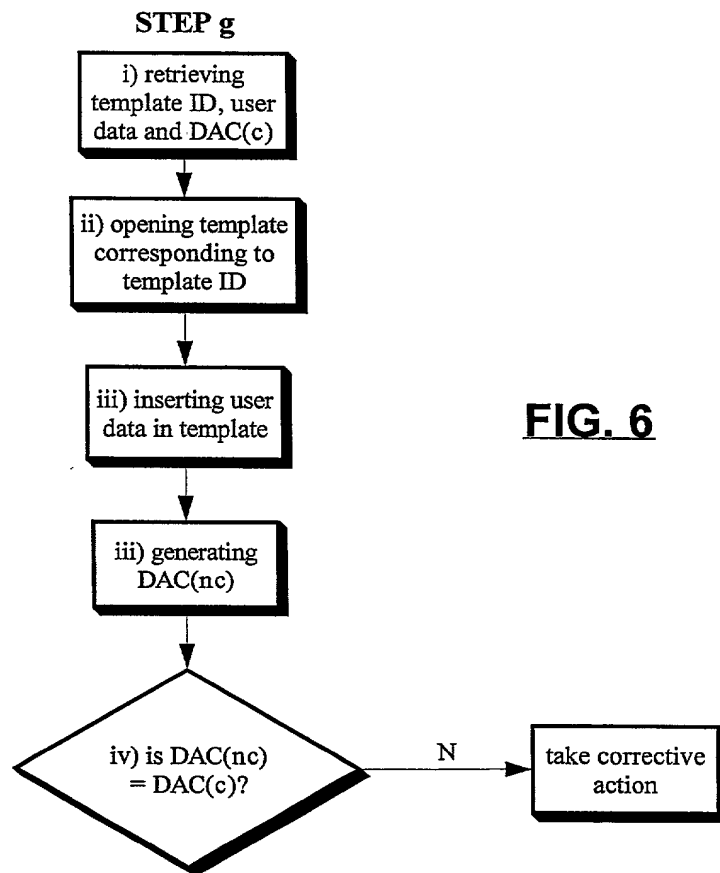 STEP g
i) retrieving
template ID, user
data and DAC(c)
ii) opening template
corresponding to
template ID
iii) inserting user
data in template
FIG. 6
iii) generating
DAC(nc)
iv) is DAC(nc)
= DAC(c)?
N
take corrective
action